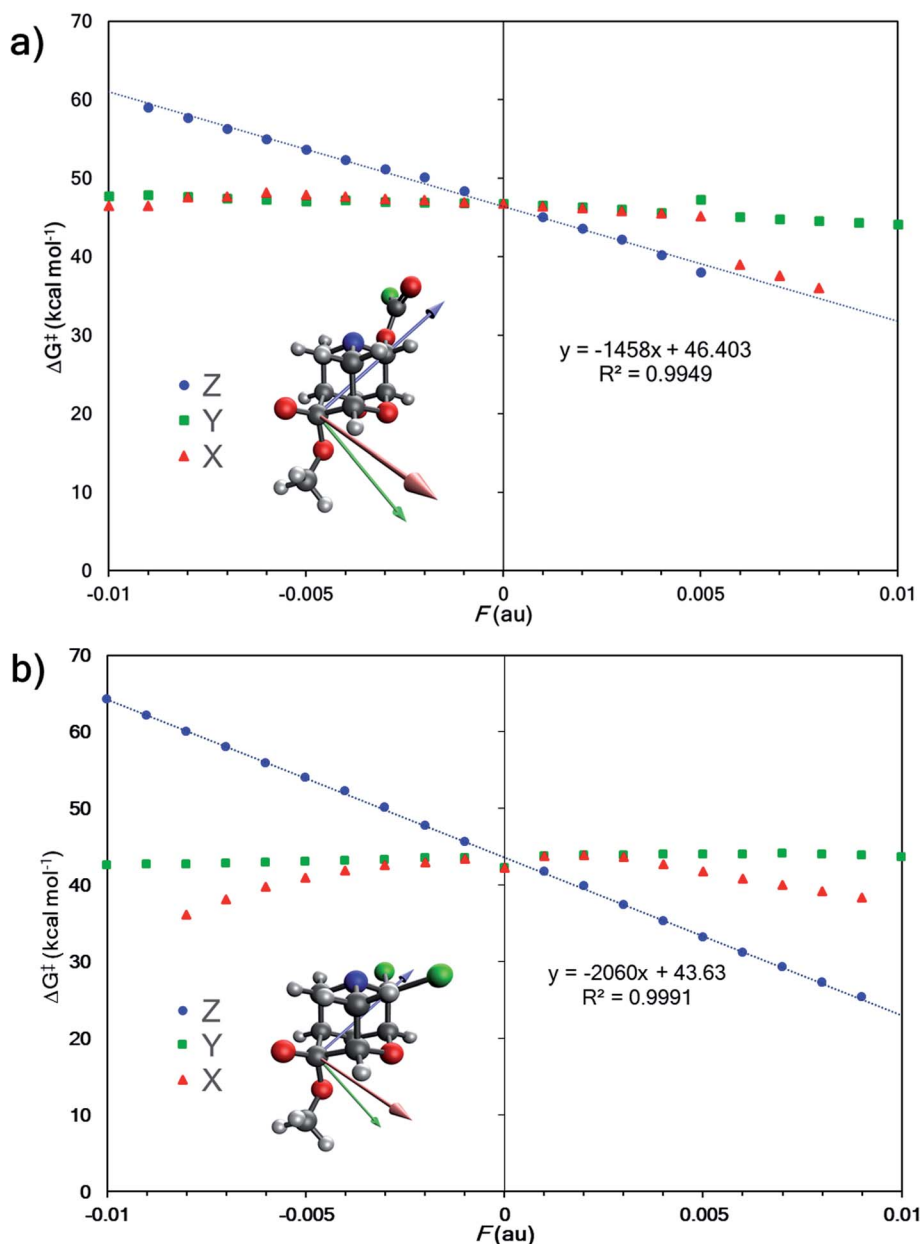 a)
70
60
50
40
30
20
10
0
ΔG‡ (kcal mol-1)
Z
Y
X
y = -1458x + 46.403
R² = 0.9949
-0.01
-0.005
0
0.005
0.01
F (au)
b)
70
60
50
40
30
20
10
0
ΔG‡ (kcal mol-1)
Z
Y
X
y = -2060x + 43.63
R² = 0.9991
-0.01
-0.005
0
0.005
0.01
F (au)